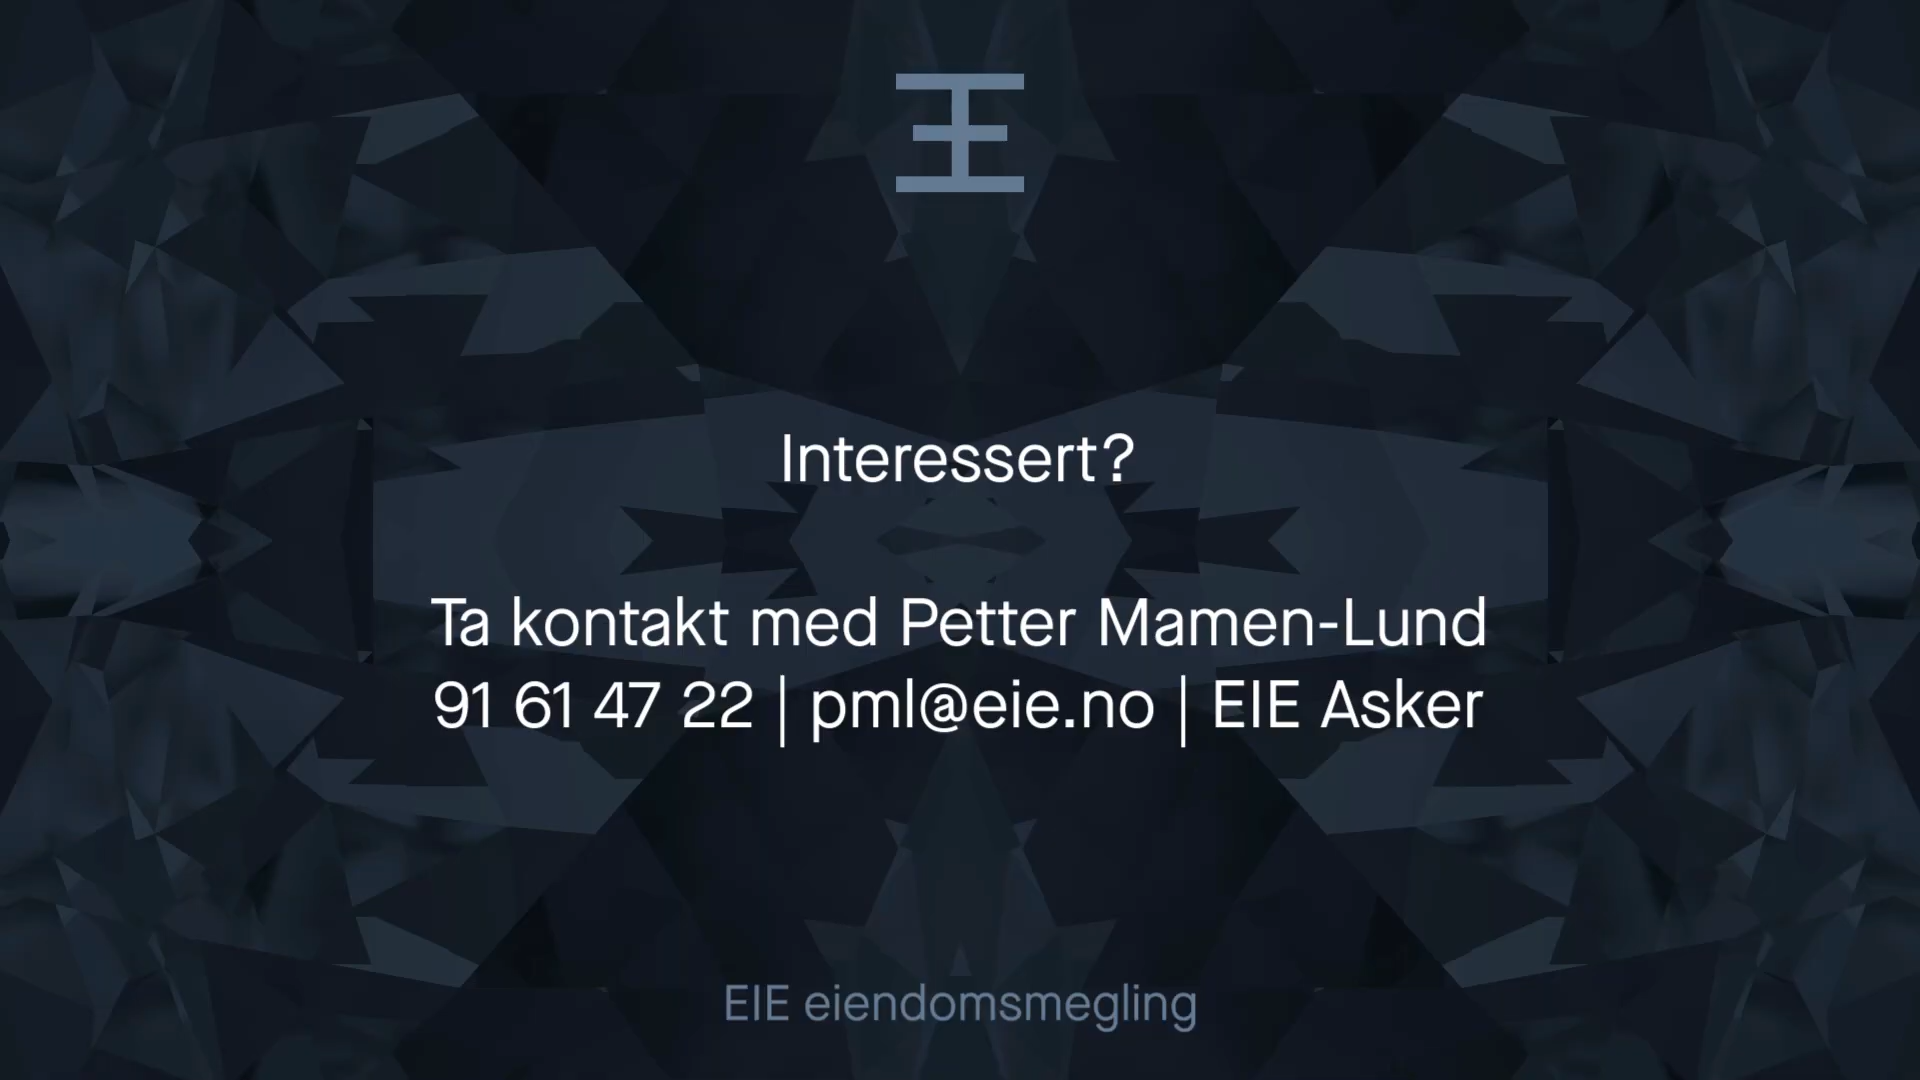 Interessert?
Ta kontakt med Petter Mamen-Lund
91 61 47 22 | pml@eie.no | EIE Asker
EIE eiendomsmegling